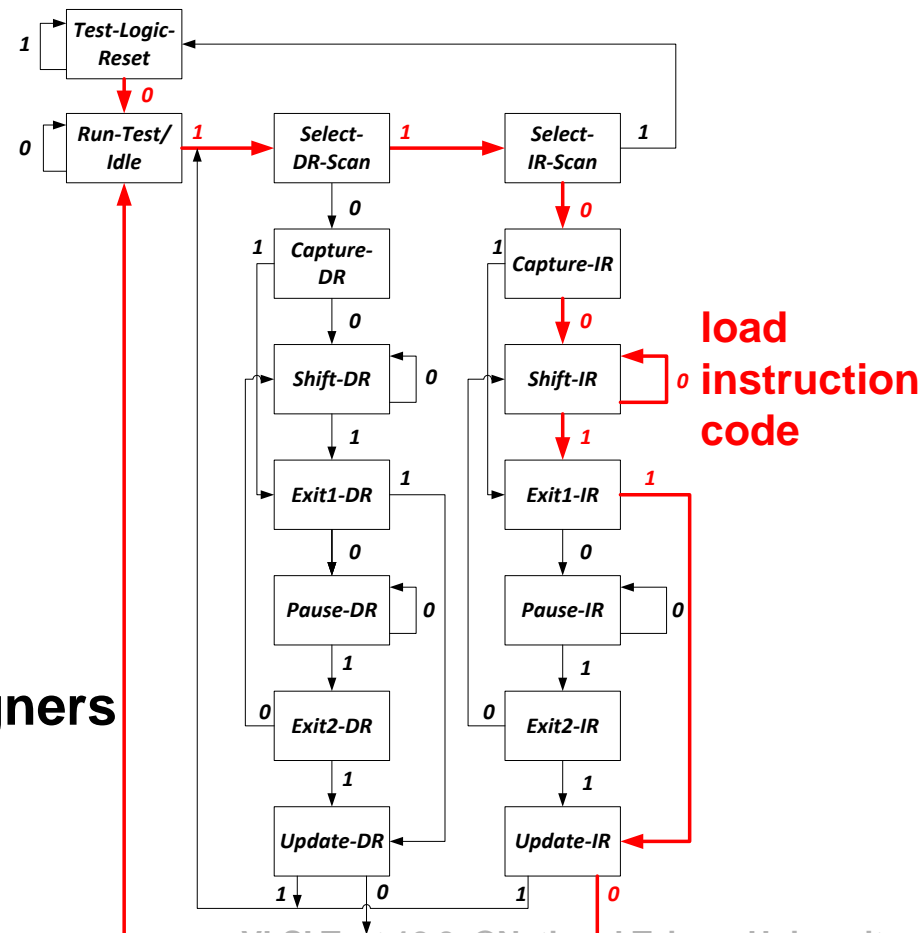 Test-Logic-
Reset
1
0
Run-Test/
Idle
0
1
Select-
DR-Scan
1
Select-
IR-Scan
1
0
0
1
Capture-
DR
1
Capture-IR
0
0
load
instruction
code
Shift-DR
0
Shift-IR
0
1
1
Exit1-DR
1
Exit1-IR
1
0
0
Pause-DR
0
Pause-IR
0
1
1
gners
0
Exit2-DR
0
Exit2-IR
1
1
Update-DR
Update-IR
1
0
1
0